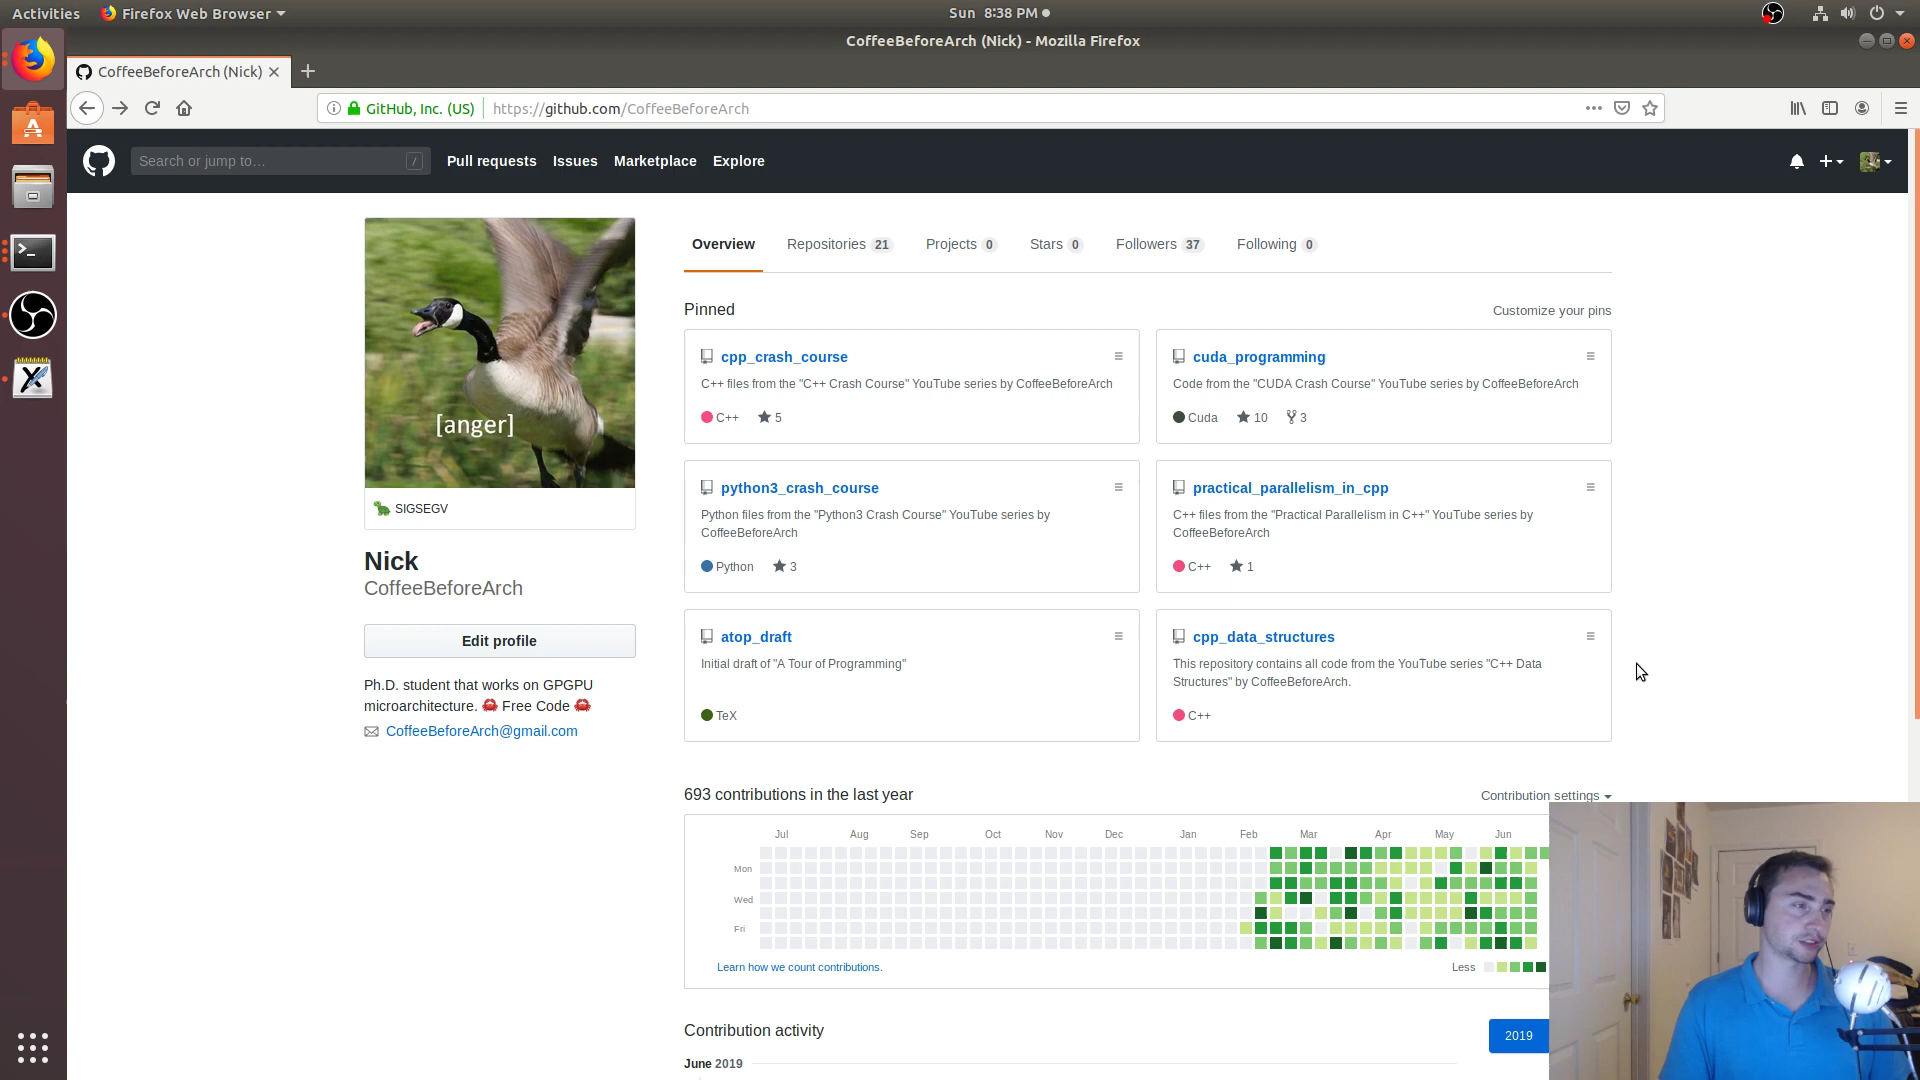 Activities Firefox Web Browser Sun 8:38 PM
CoffeeBeforeArch (Nick) - Mozilla Firefox
CoffeeBeforeArch (Nick)
GitHub, Inc. (US) https://github.com/CoffeeBeforeArch
Search or jump to… / Pull requests Issues Marketplace Explore
Overview Repositories 21 Projects 0 Stars 0 Followers 37 Following 0
Pinned Customize your pins
cpp_crash_course
C++ files from the "C++ Crash Course" YouTube series by CoffeeBeforeArch
C++ 5
cuda_programming
Code from the "CUDA Crash Course" YouTube series by CoffeeBeforeArch
Cuda 10 3
python3_crash_course
Python files from the "Python3 Crash Course" YouTube series by
CoffeeBeforeArch
Python 3
practical_parallelism_in_cpp
C++ files from the "Practical Parallelism in C++" YouTube series by
CoffeeBeforeArch
C++ 1
atop_draft
Initial draft of "A Tour of Programming"
TeX
cpp_data_structures
This repository contains all code from the YouTube series "C++ Data
Structures" by CoffeeBeforeArch.
C++
[anger]
SIGSEGV
Nick
CoffeeBeforeArch
Edit profile
Ph.D. student that works on GPGPU
microarchitecture. 🦀 Free Code 🦀
CoffeeBeforeArch@gmail.com
693 contributions in the last year Contribution settings
Jul Aug Sep Oct Nov Dec Jan Feb Mar Apr May Jun
Mon
Wed
Fri
Learn how we count contributions. Less
Contribution activity 2019
June 2019